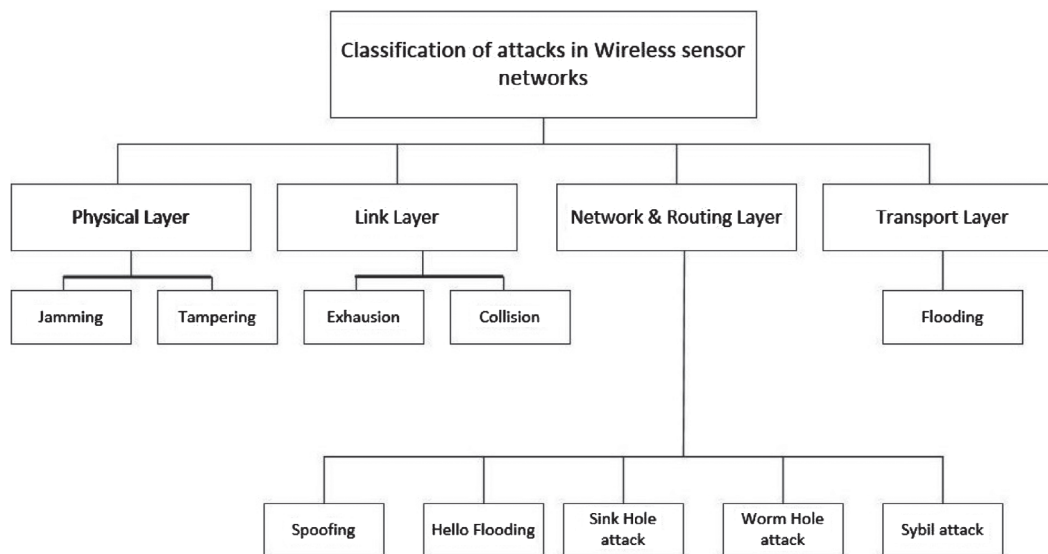 Classification of attacks in Wireless sensor
networks
Physical Layer
Link Layer
Network & Routing Layer
Transport Layer
Jamming
Tampering
Exhausion
Collision
Flooding
Spoofing
Hello Flooding
Sink Hole
attack
Worm Hole
attack
Sybil attack